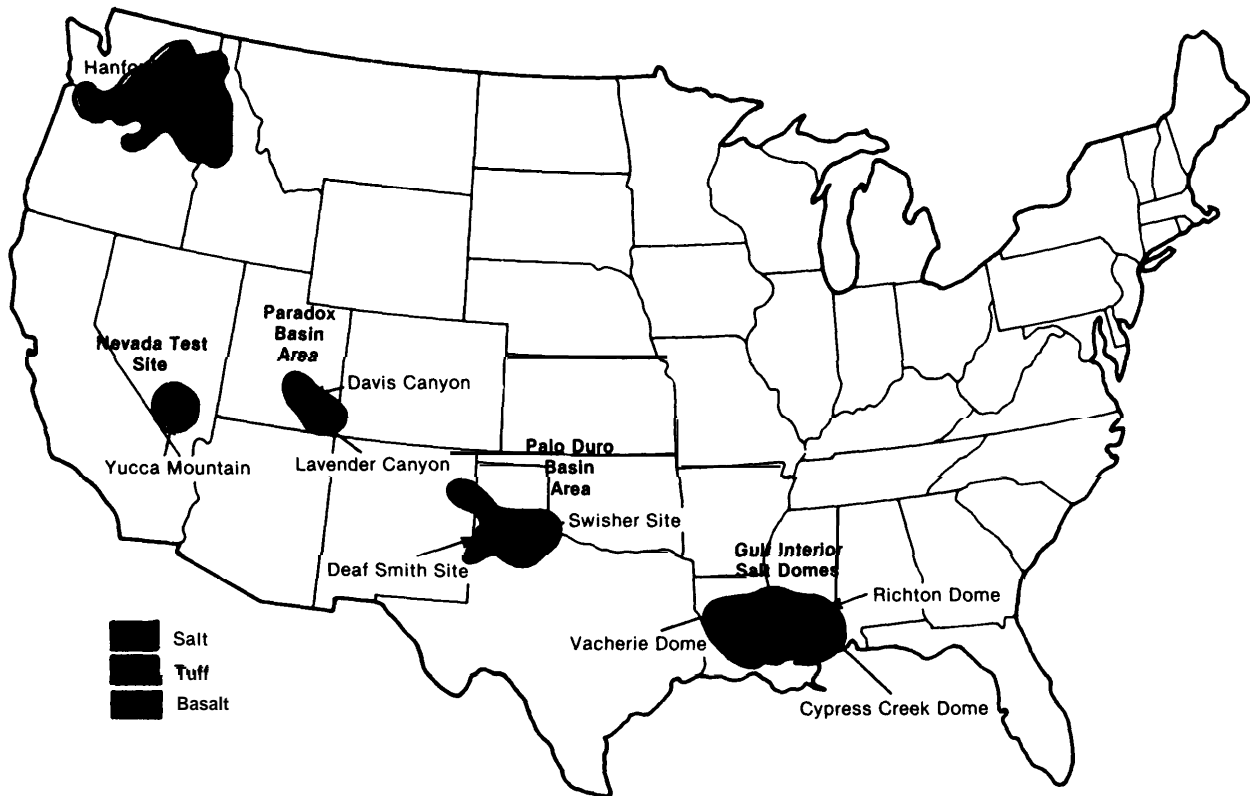 Paradox
Basin
Area
Nevada Test
Site
Davis Canyon
Yucca Mountain
Lavender Canyon
Palo Duro
Basin
Area
Swisher Site
Deaf Smith Site
Gulf Interior
Salt Domes
Richton Dome
Vacherie Dome
Cypress Creek Dome
Salt
Tuff
Basalt